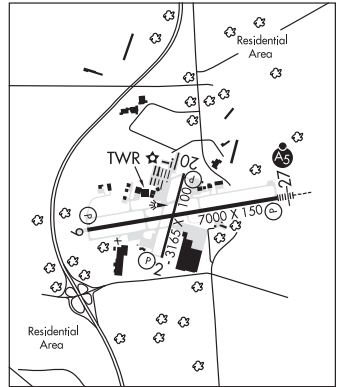 Residential
Area
TWR
20
A5
P
3165 X 100
27
P
7000 X 150
P
9
P
2
Residential
Area